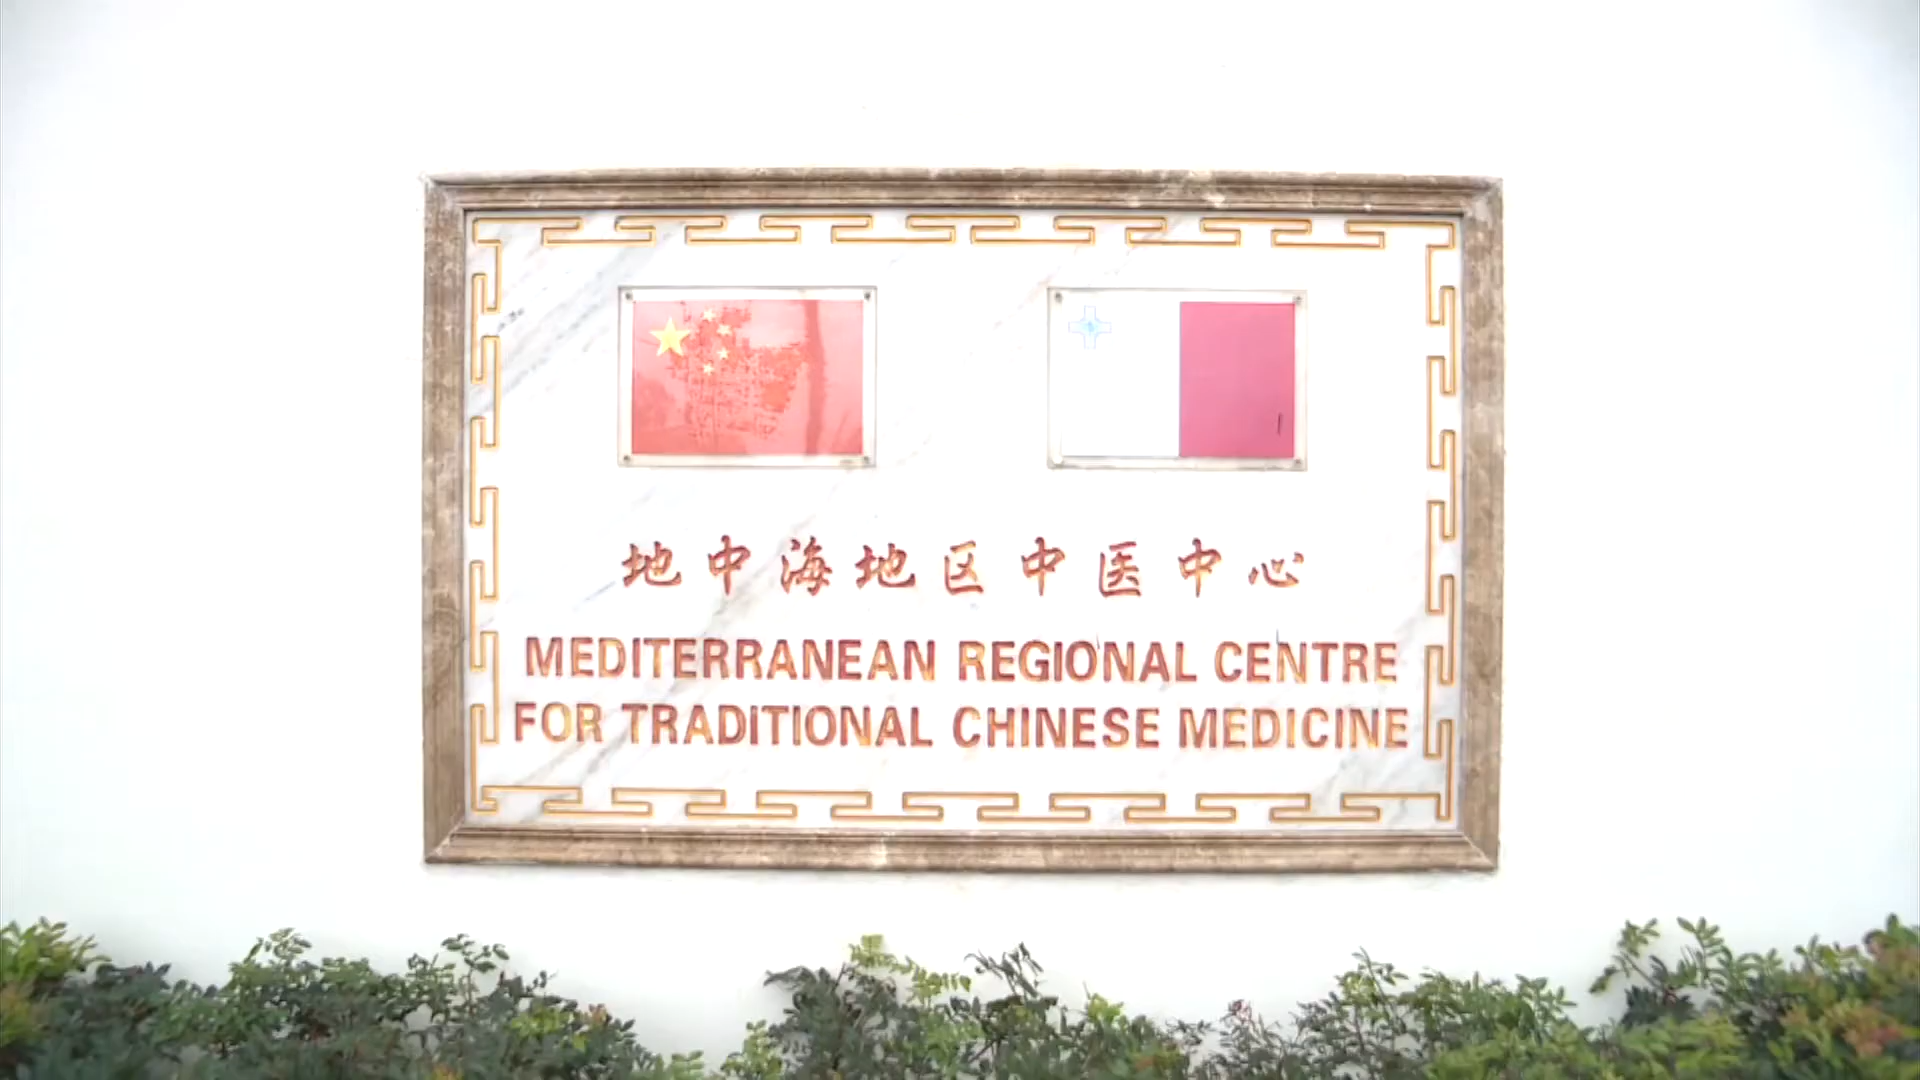 地中海地区中医中心
MEDITERRANEAN REGIONAL CENTRE
FOR TRADITIONAL CHINESE MEDICINE